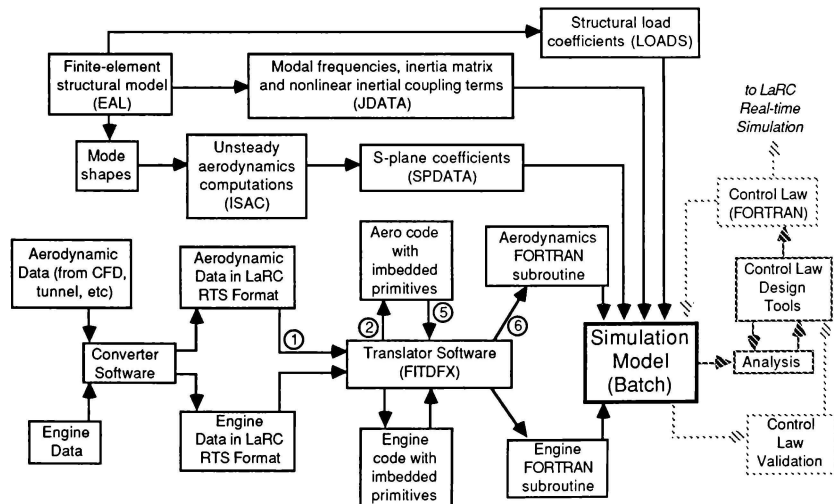 Structural load
coefficients (LOADS)
Finite-element
structural model
(EAL)
Modal frequencies, inertia matrix
and nonlinear inertial coupling terms
(JDATA)
to LaRC
Real-time
Simulation
Mode
shapes
Unsteady
aerodynamics
computations
(ISAC)
S-plane coefficients
(SPDATA)
Control Law
(FORTRAN)
Aerodynamic
Data (from CFD,
tunnel, etc)
Aerodynamic
Data in LaRC
RTS Format
Aero code
with
imbedded
primitives
Aerodynamics
FORTRAN
subroutine
Control Law
Design
Tools
1
2
5
6
Converter
Software
Translator Software
(FITDFX)
Simulation
Model
(Batch)
Analysis
Engine
Data
Engine
Data in LaRC
RTS Format
Engine
code with
imbedded
primitives
Engine
FORTRAN
subroutine
Control
Law
Validation